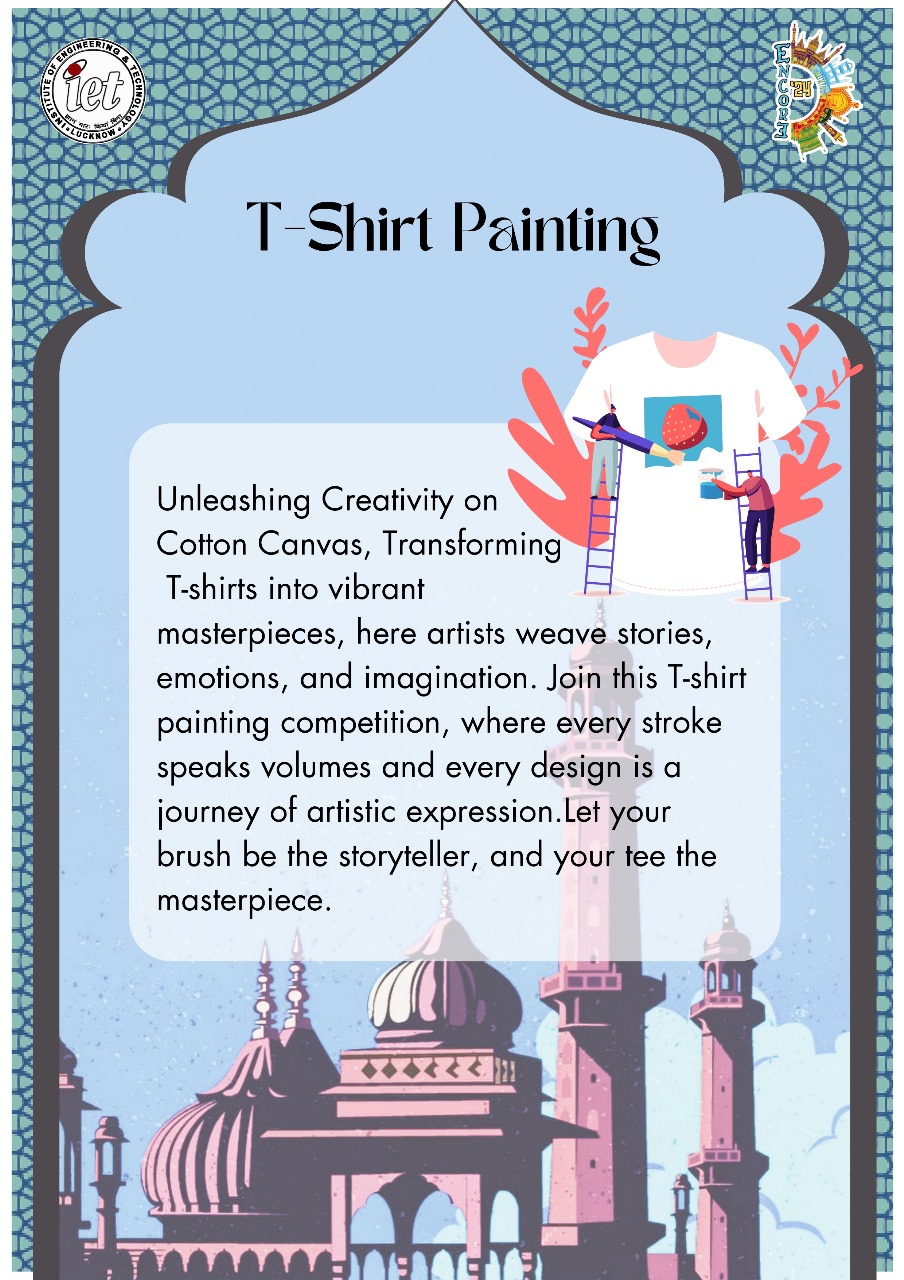 INSTITUTE OF ENGINEERING & TECHNOLOGY
iet
• LUCKNOW •
ENCORE
'24
T-Shirt Painting
Unleashing Creativity on
Cotton Canvas, Transforming
T-shirts into vibrant
masterpieces, here artists weave stories,
emotions, and imagination. Join this T-shirt
painting competition, where every stroke
speaks volumes and every design is a
journey of artistic expression.Let your
brush be the storyteller, and your tee the
masterpiece.